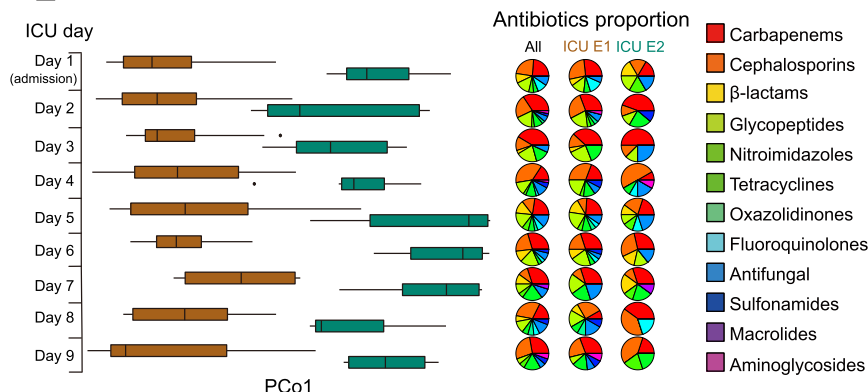 ICU day
Antibiotics proportion
All ICU E1 ICU E2
Day 1
(admission)
Day 2
Day 3
Day 4
Day 5
Day 6
Day 7
Day 8
Day 9
PCo1
Carbapenems
Cephalosporins
β-lactams
Glycopeptides
Nitroimidazoles
Tetracyclines
Oxazolidinones
Fluoroquinolones
Antifungal
Sulfonamides
Macrolides
Aminoglycosides